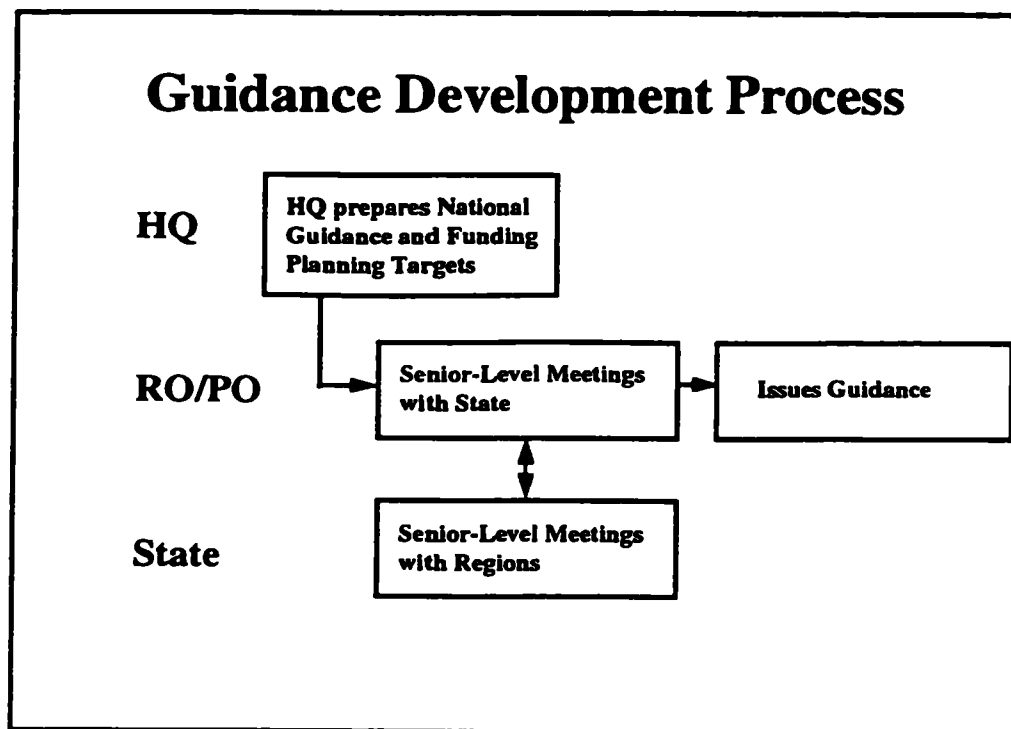 Guidance Development Process
HQ
HQ prepares National
Guidance and Funding
Planning Targets
RO/PO
Senior-Level Meetings
with State
Issues Guidance
State
Senior-Level Meetings
with Regions